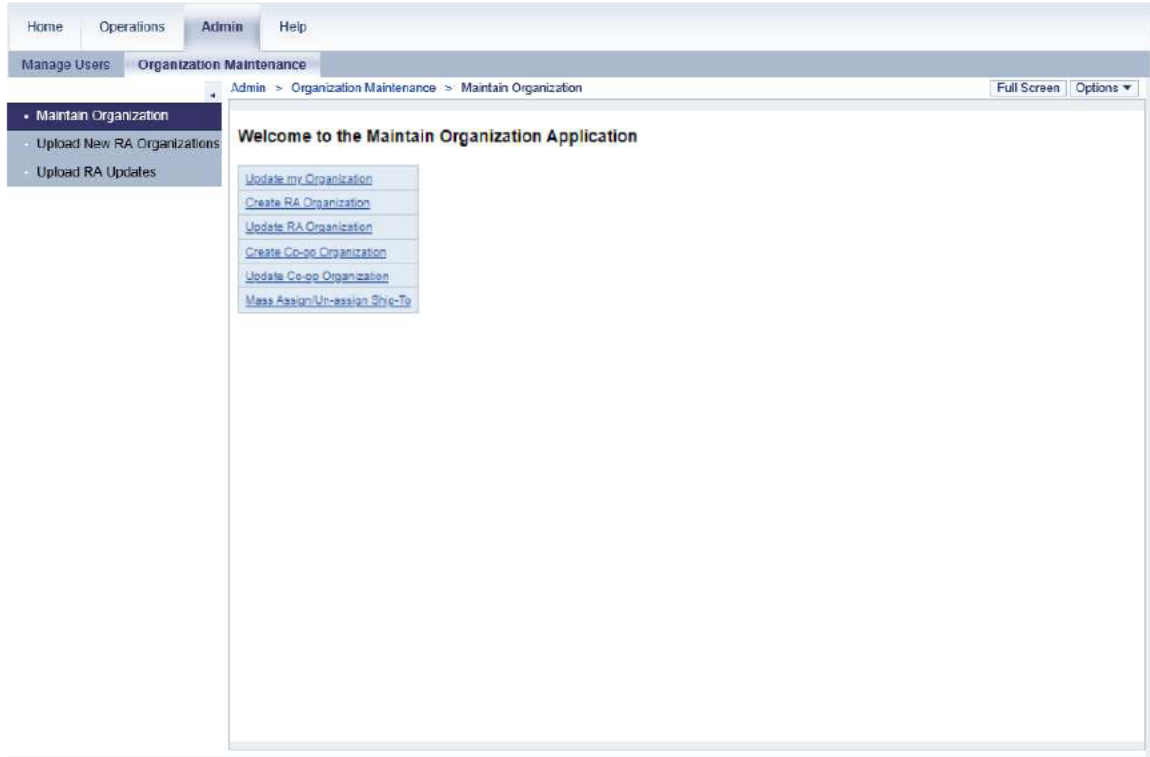 Home Operations Admin Help
Manage Users Organization Maintenance
Admin > Organization Maintenance > Maintain Organization Full Screen Options
Maintain Organization
Upload New RA Organizations
Upload RA Updates
Welcome to the Maintain Organization Application
Update my Organization
Create RA Organization
Update RA Organization
Create Co-op Organization
Update Co-op Organization
Mass Assign/Un-assign Ship-To